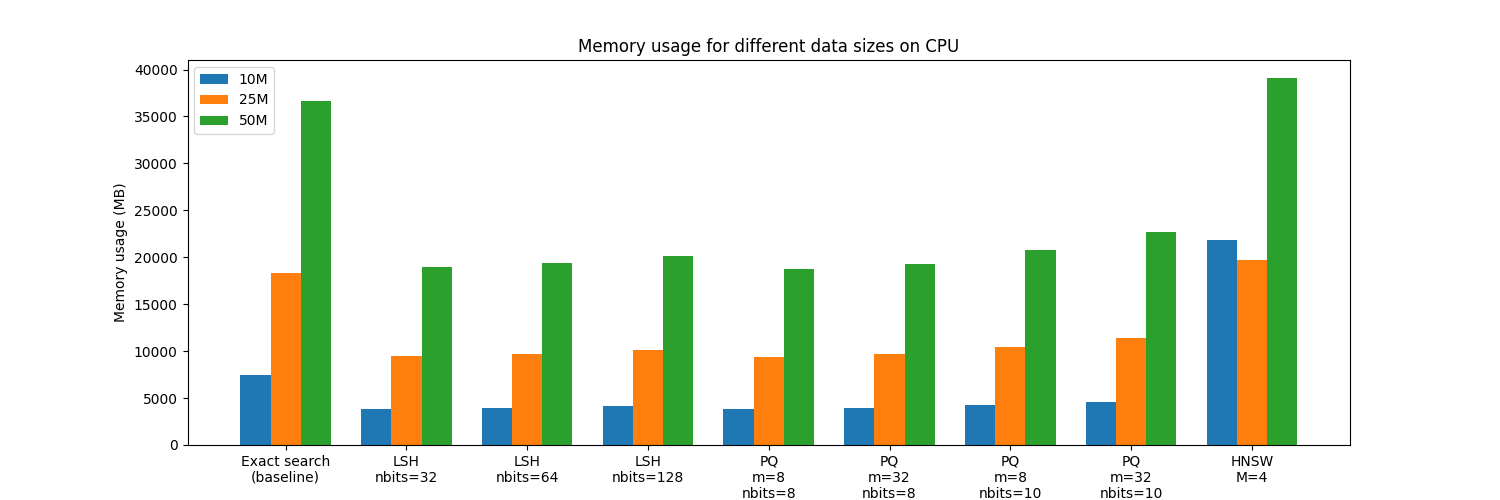 Memory usage for different data sizes on CPU
40000
35000
30000
25000
20000
15000
10000
5000
0
Memory usage (MB)
10M
25M
50M
Exact search
(baseline)
LSH
nbits=32
LSH
nbits=64
LSH
nbits=128
PQ
m=8
nbits=8
PQ
m=32
nbits=8
PQ
m=8
nbits=10
PQ
m=32
nbits=10
HNSW
M=4